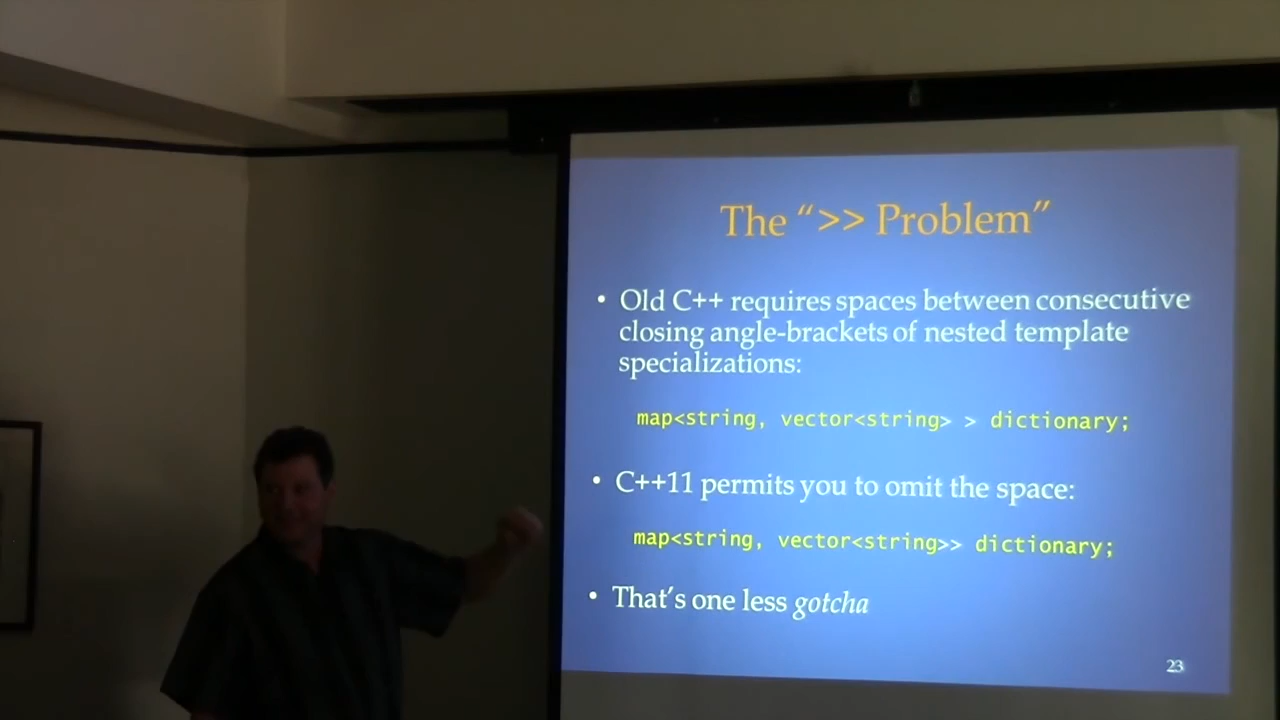 The “>> Problem”
• Old C++ requires spaces between consecutive
closing angle-brackets of nested template
specializations:
map<string, vector<string> > dictionary;
• C++11 permits you to omit the space:
map<string, vector<string>> dictionary;
• That’s one less gotcha
23